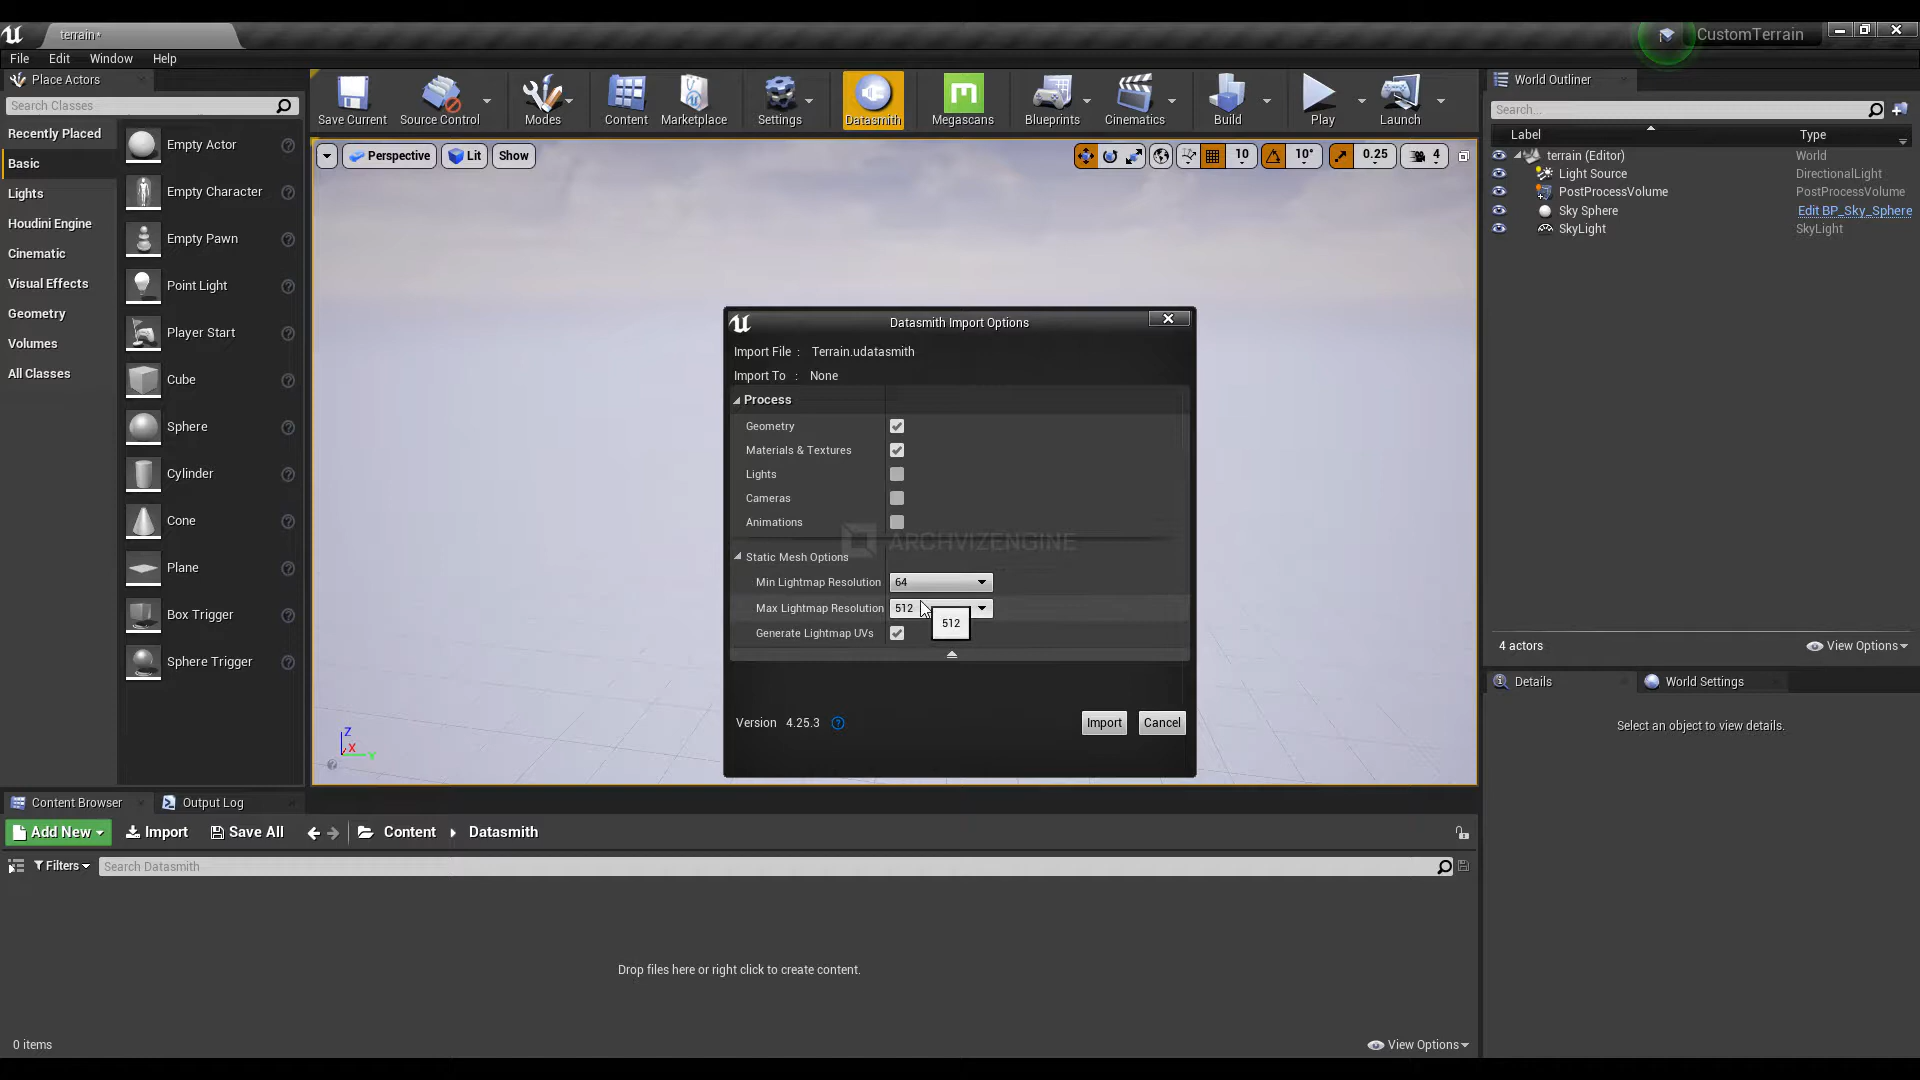 terrain*
CustomTerrain
File Edit Window Help
Place Actors
Search Classes
Recently Placed
Basic
Lights
Houdini Engine
Cinematic
Visual Effects
Geometry
Volumes
All Classes
Empty Actor
Empty Character
Empty Pawn
Point Light
Player Start
Cube
Sphere
Cylinder
Cone
Plane
Box Trigger
Sphere Trigger
Save Current Source Control Modes Content Marketplace Settings Datasmith Megascans Blueprints Cinematics Build Play Launch
Perspective Lit Show 10 10° 0.25 4
Datasmith Import Options
Import File : Terrain.udatasmith
Import To : None
Process
Geometry
Materials & Textures
Lights
Cameras
Animations
ARCHVIZENGINE
Static Mesh Options
Min Lightmap Resolution 64
Max Lightmap Resolution 512
512
Generate Lightmap UVs
Version 4.25.3 Import Cancel
Z
X
Y
World Outliner
Search...
Label Type
terrain (Editor) World
Light Source DirectionalLight
PostProcessVolume PostProcessVolume
Sky Sphere Edit BP_Sky_Sphere
SkyLight SkyLight
4 actors View Options
Details World Settings
Select an object to view details.
Content Browser Output Log
Add New Import Save All Content Datasmith
Filters Search Datasmith
Drop files here or right click to create content.
0 items View Options